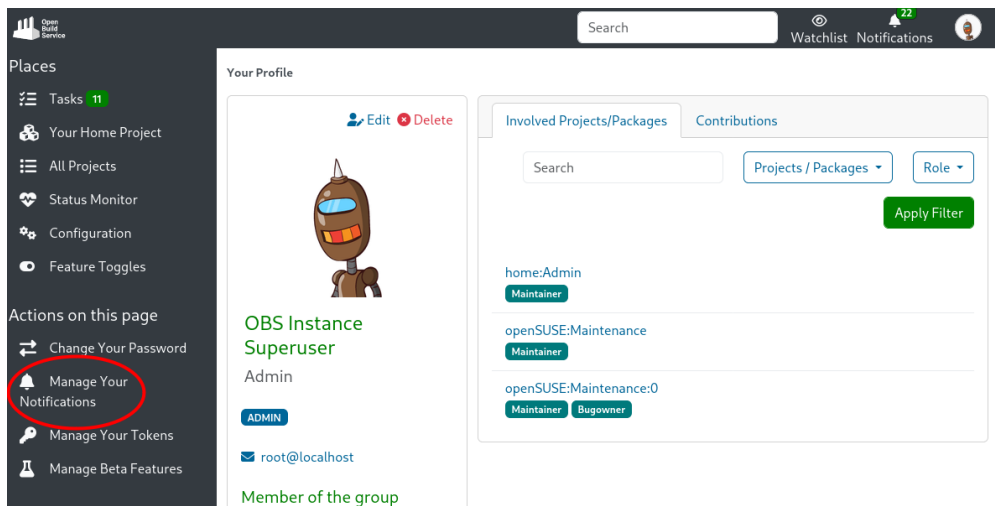 Open
Build
Service
Search
Watchlist
22
Notifications
Places
Tasks 11
Your Home Project
All Projects
Status Monitor
Configuration
Feature Toggles
Actions on this page
Change Your Password
Manage Your
Notifications
Manage Your Tokens
Manage Beta Features
Your Profile
Edit Delete
OBS Instance
Superuser
Admin
ADMIN
root@localhost
Member of the group
Involved Projects/Packages Contributions
Search Projects / Packages Role
Apply Filter
home:Admin
Maintainer
openSUSE:Maintenance
Maintainer
openSUSE:Maintenance:0
Maintainer Bugowner